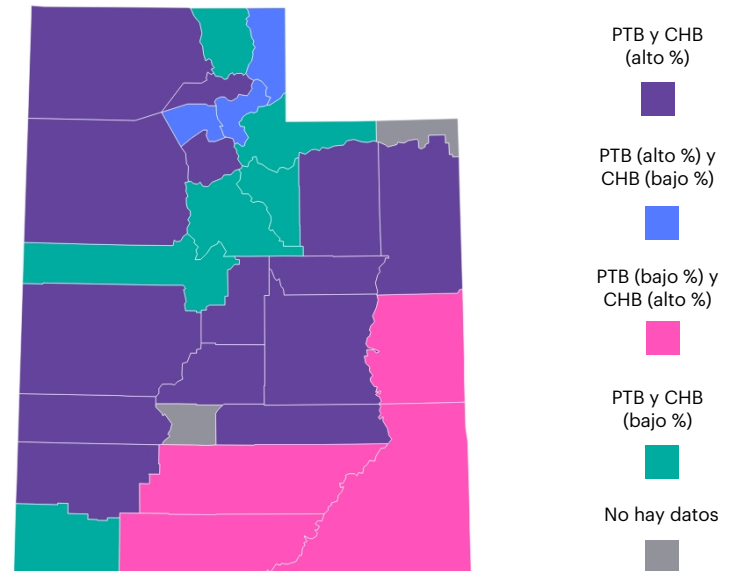 PTB y CHB
(alto %)
PTB (alto %) y
CHB (bajo %)
PTB (bajo %) y
CHB (alto %)
PTB y CHB
(bajo %)
No hay datos